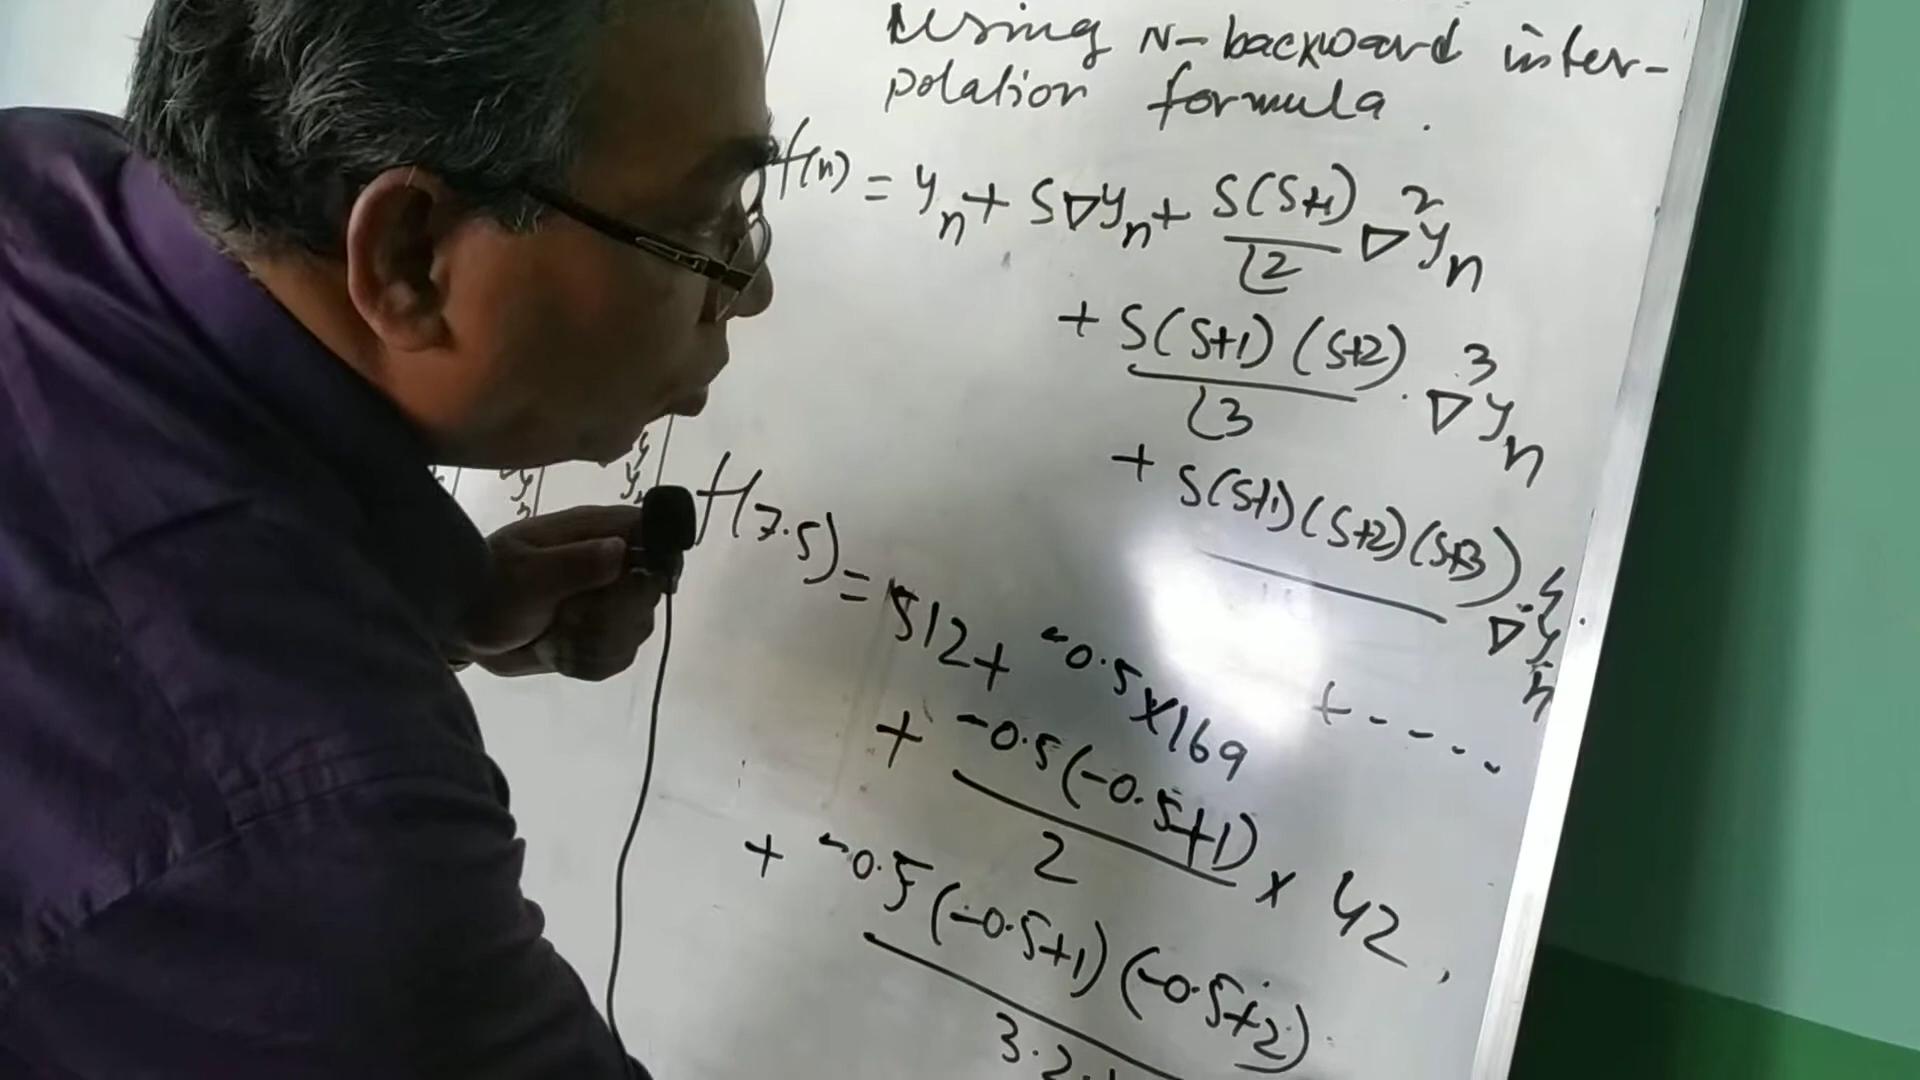 Using N-backward inter-
polation formula.
f(n) = yn + S∇yn + S(S+1)/⌊2 ∇²yn
+ S(S+1)(S+2)/⌊3 . ∇³yn
+ S(S+1)(S+2)(S+3) ∇⁴yn
+ - - - -
f(7.5) = 512 + -0.5×169
+ -0.5(-0.5+1)/2 × 42,
+ -0.5(-0.5+1)(-0.5+2)
3.2.